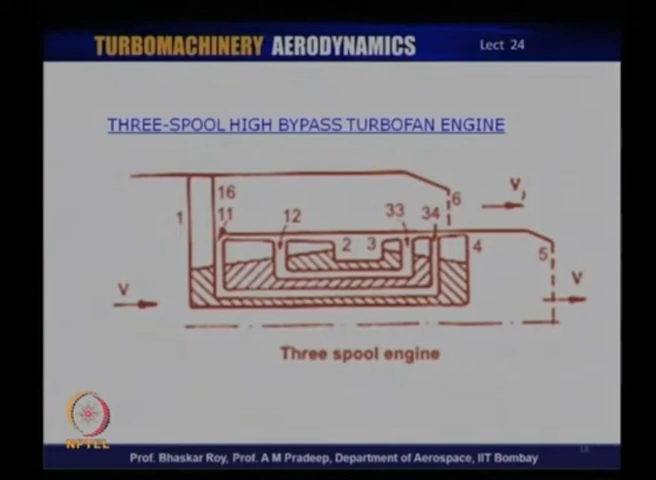 TURBOMACHINERY AERODYNAMICS
Lect 24
THREE-SPOOL HIGH BYPASS TURBOFAN ENGINE
1
16
11
12
2
3
33
34
4
6
5
V
Vj
V
Three spool engine
NPTEL
Prof. Bhaskar Roy, Prof. A M Pradeep, Department of Aerospace, IIT Bombay